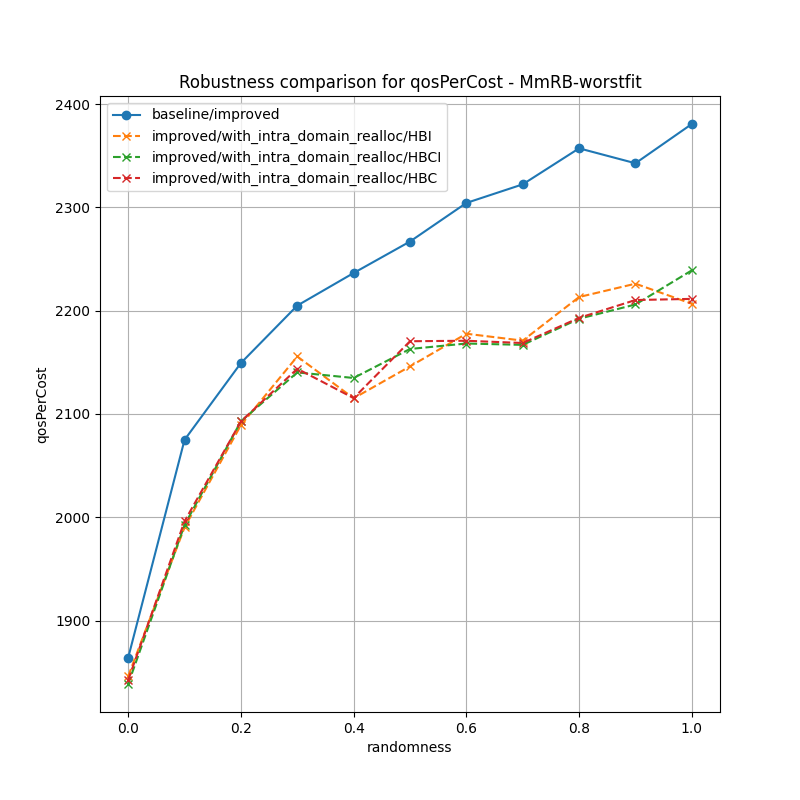 Robustness comparison for qosPerCost - MmRB-worstfit
baseline/improved
improved/with_intra_domain_realloc/HBI
improved/with_intra_domain_realloc/HBCI
improved/with_intra_domain_realloc/HBC
2400
2300
2200
2100
2000
1900
qosPerCost
0.0 0.2 0.4 0.6 0.8 1.0
randomness